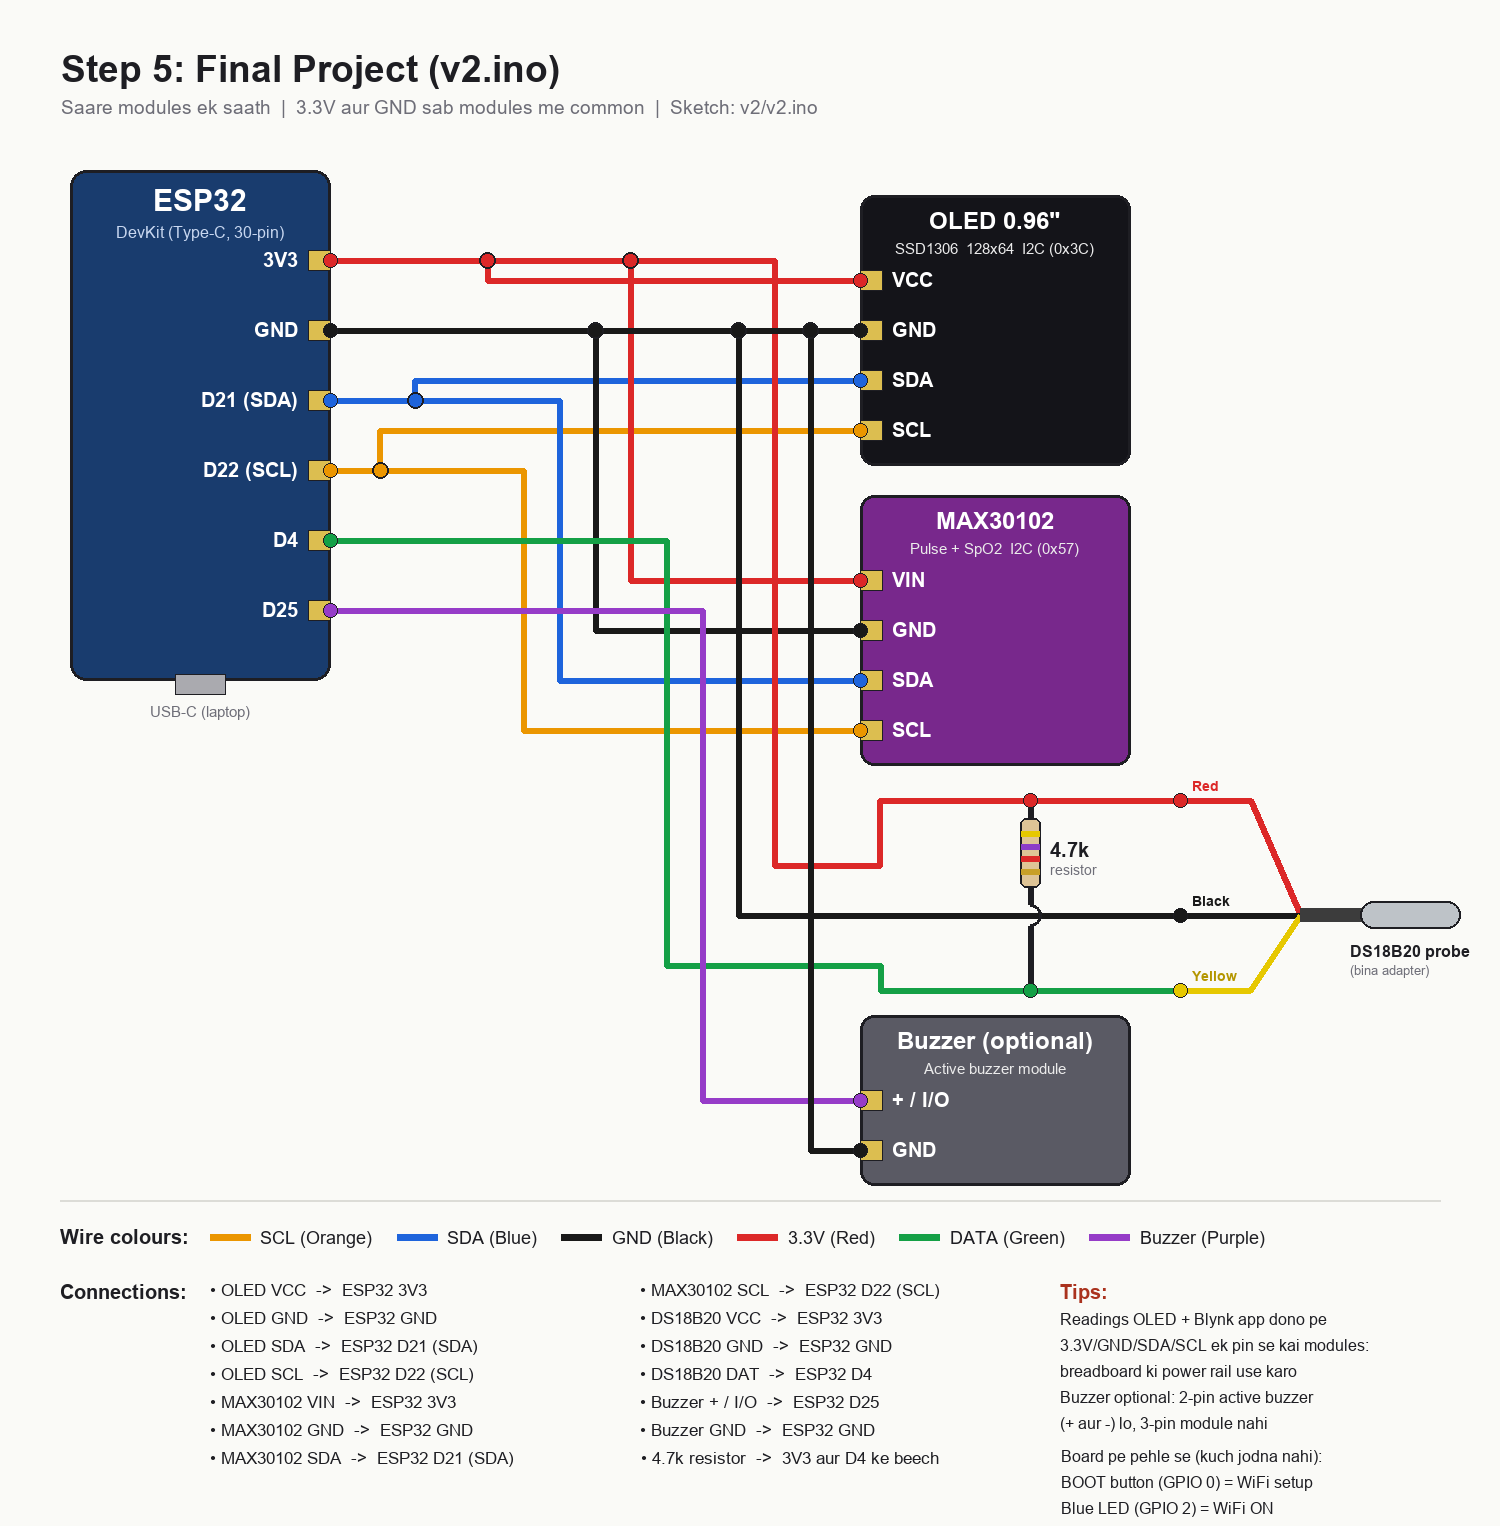 Step 5: Final Project (v2.ino)
Saare modules ek saath | 3.3V aur GND sab modules me common | Sketch: v2/v2.ino
ESP32
DevKit (Type-C, 30-pin)
3V3
GND
D21 (SDA)
D22 (SCL)
D4
D25
USB-C (laptop)
OLED 0.96"
SSD1306 128x64 I2C (0x3C)
VCC
GND
SDA
SCL
MAX30102
Pulse + SpO2 I2C (0x57)
VIN
GND
SDA
SCL
Red
4.7k
resistor
Black
DS18B20 probe
(bina adapter)
Yellow
Buzzer (optional)
Active buzzer module
+ / I/O
GND
Wire colours: SCL (Orange) SDA (Blue) GND (Black) 3.3V (Red) DATA (Green) Buzzer (Purple)
Connections:
• OLED VCC -> ESP32 3V3
• OLED GND -> ESP32 GND
• OLED SDA -> ESP32 D21 (SDA)
• OLED SCL -> ESP32 D22 (SCL)
• MAX30102 VIN -> ESP32 3V3
• MAX30102 GND -> ESP32 GND
• MAX30102 SDA -> ESP32 D21 (SDA)
• MAX30102 SCL -> ESP32 D22 (SCL)
• DS18B20 VCC -> ESP32 3V3
• DS18B20 GND -> ESP32 GND
• DS18B20 DAT -> ESP32 D4
• Buzzer + / I/O -> ESP32 D25
• Buzzer GND -> ESP32 GND
• 4.7k resistor -> 3V3 aur D4 ke beech
Tips:
Readings OLED + Blynk app dono pe
3.3V/GND/SDA/SCL ek pin se kai modules:
breadboard ki power rail use karo
Buzzer optional: 2-pin active buzzer
(+ aur -) lo, 3-pin module nahi
Board pe pehle se (kuch jodna nahi):
BOOT button (GPIO 0) = WiFi setup
Blue LED (GPIO 2) = WiFi ON